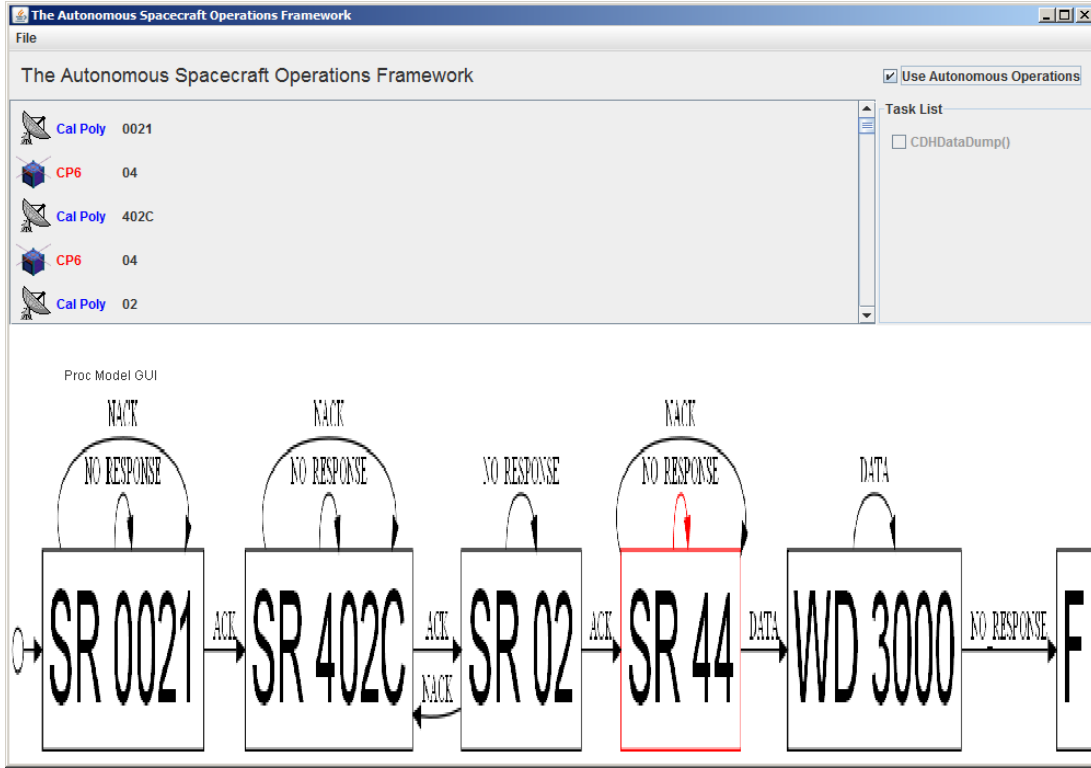 The Autonomous Spacecraft Operations Framework
File
The Autonomous Spacecraft Operations Framework
Use Autonomous Operations
Cal Poly 0021
CP6 04
Cal Poly 402C
CP6 04
Cal Poly 02
Task List
CDHDataDump()
Proc Model GUI
NACK NACK NACK
NO RESPONSE NO RESPONSE NO RESPONSE NO RESPONSE DATA
SR 0021 ACK SR 402C ACK SR 02 ACK SR 44 DATA WD 3000 NO RESPONSE F
NACK